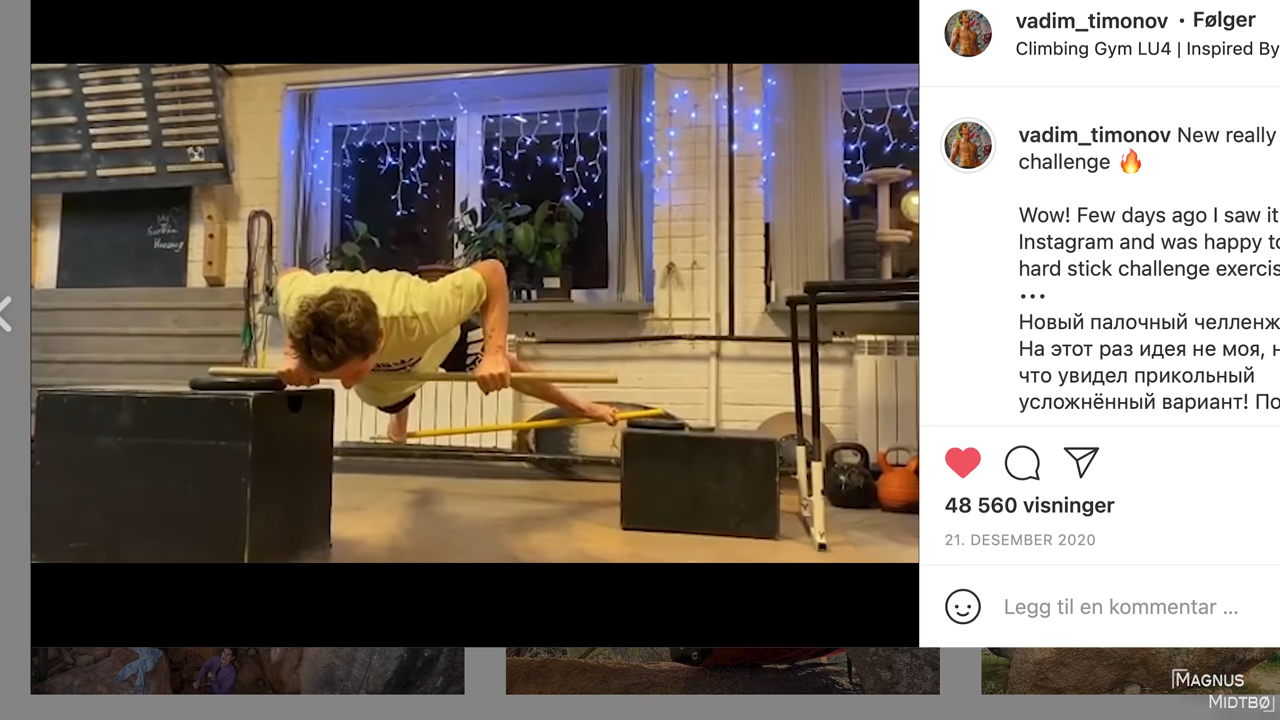 vadim_timonov • Følger
Climbing Gym LU4 | Inspired By
vadim_timonov New really
challenge 🔥
Wow! Few days ago I saw it
Instagram and was happy to
hard stick challenge exercis
•••
Новый палочный челленж
На этот раз идея не моя, н
что увидел прикольный
усложнённый вариант! По
48 560 visninger
21. DESEMBER 2020
Legg til en kommentar ...
MAGNUS
MIDTBØ